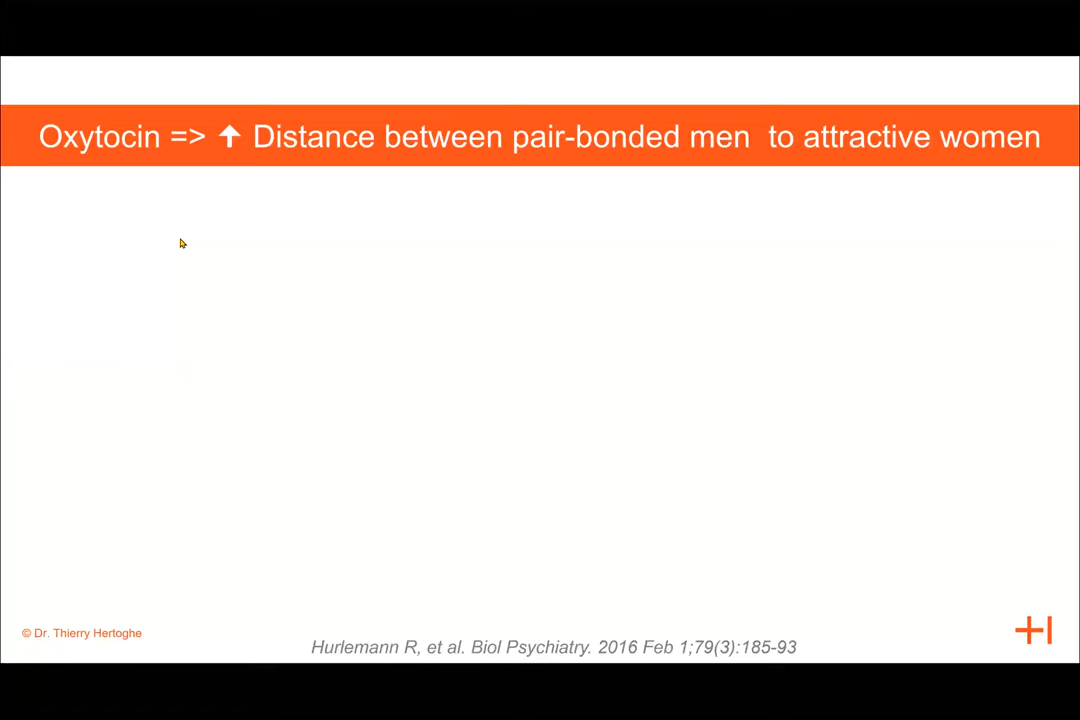 Oxytocin => ↑ Distance between pair-bonded men to attractive women
© Dr. Thierry Hertoghe
Hurlemann R, et al. Biol Psychiatry. 2016 Feb 1;79(3):185-93